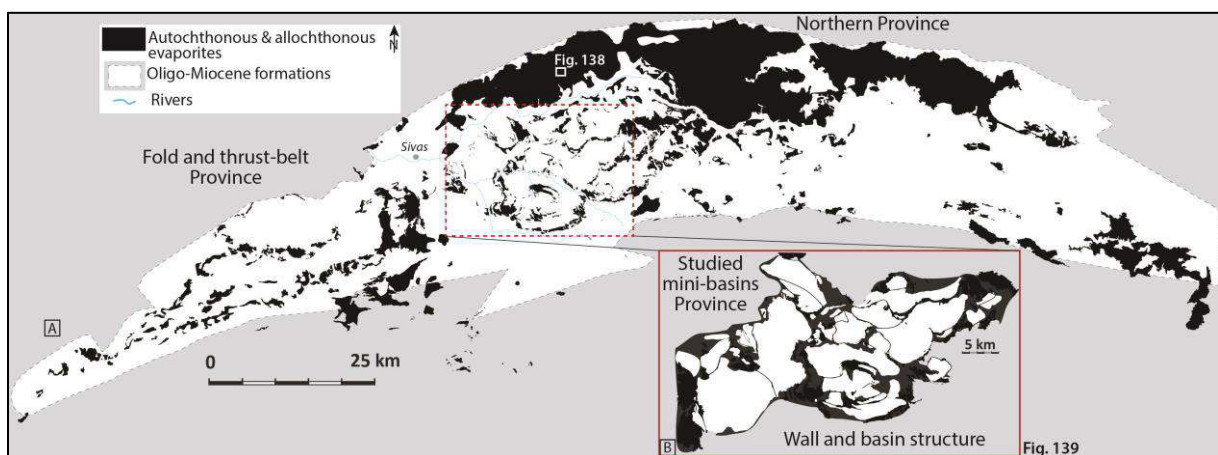 Autochthonous & allochthonous
evaporites
N
Oligo-Miocene formations
Rivers
Northern Province
Fig. 138
Sivas
Fold and thrust-belt
Province
A
0 25 km
Studied
mini-basins
Province
5 km
B
Wall and basin structure
Fig. 139